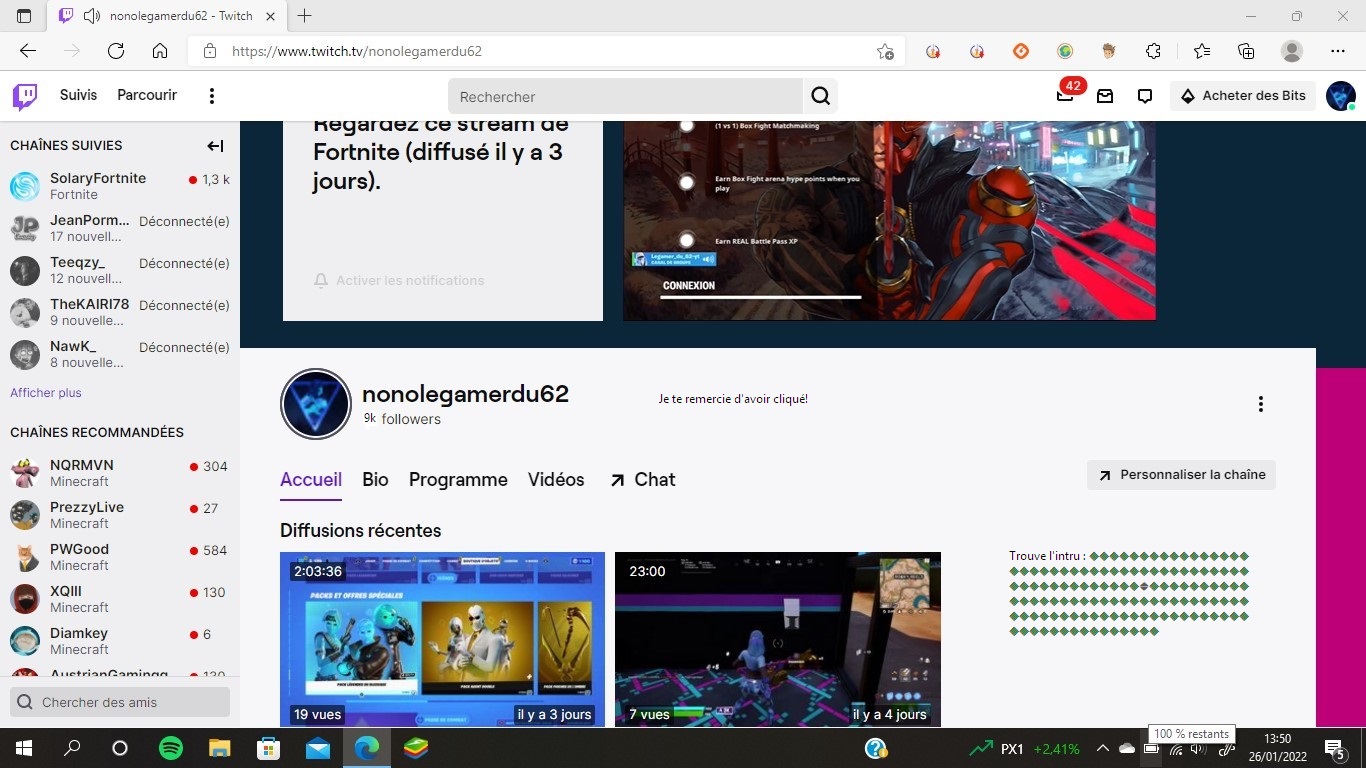 nonolegamerdu62 - Twitch
https://www.twitch.tv/nonolegamerdu62
Suivis
Parcourir
Rechercher
42
Acheter des Bits
CHAÎNES SUIVIES
SolaryFortnite
1,3 k
Fortnite
JeanPorm...
Déconnecté(e)
17 nouvell...
Teeqzy_
Déconnecté(e)
12 nouvell...
TheKAIRI78
Déconnecté(e)
9 nouvelle...
NawK_
Déconnecté(e)
8 nouvelle...
Afficher plus
CHAÎNES RECOMMANDÉES
NQRMVN
304
Minecraft
PrezzyLive
27
Minecraft
PWGood
584
Minecraft
XQIII
130
Minecraft
Diamkey
6
Minecraft
AustrianGamingg
130
Chercher des amis
Regardez ce stream de
Fortnite (diffusé il y a 3
jours).
Activer les notifications
(1 vs 1) Box Fight Matchmaking
Earn Box Fight arena hype points when you
play
Earn REAL Battle Pass XP
Legamer_du_62-yt
CANAL DE GROUPE
CONNEXION
nonolegamerdu62
9k followers
Je te remercie d'avoir cliqué!
Accueil
Bio
Programme
Vidéos
Chat
Personnaliser la chaîne
Diffusions récentes
2:03:36
PACKS ET OFFRES SPÉCIALES
19 vues
il y a 3 jours
23:00
7 vues
il y a 4 jours
Trouve l'intru :
100 % restants
PX1
+2,41%
13:50
26/01/2022
5